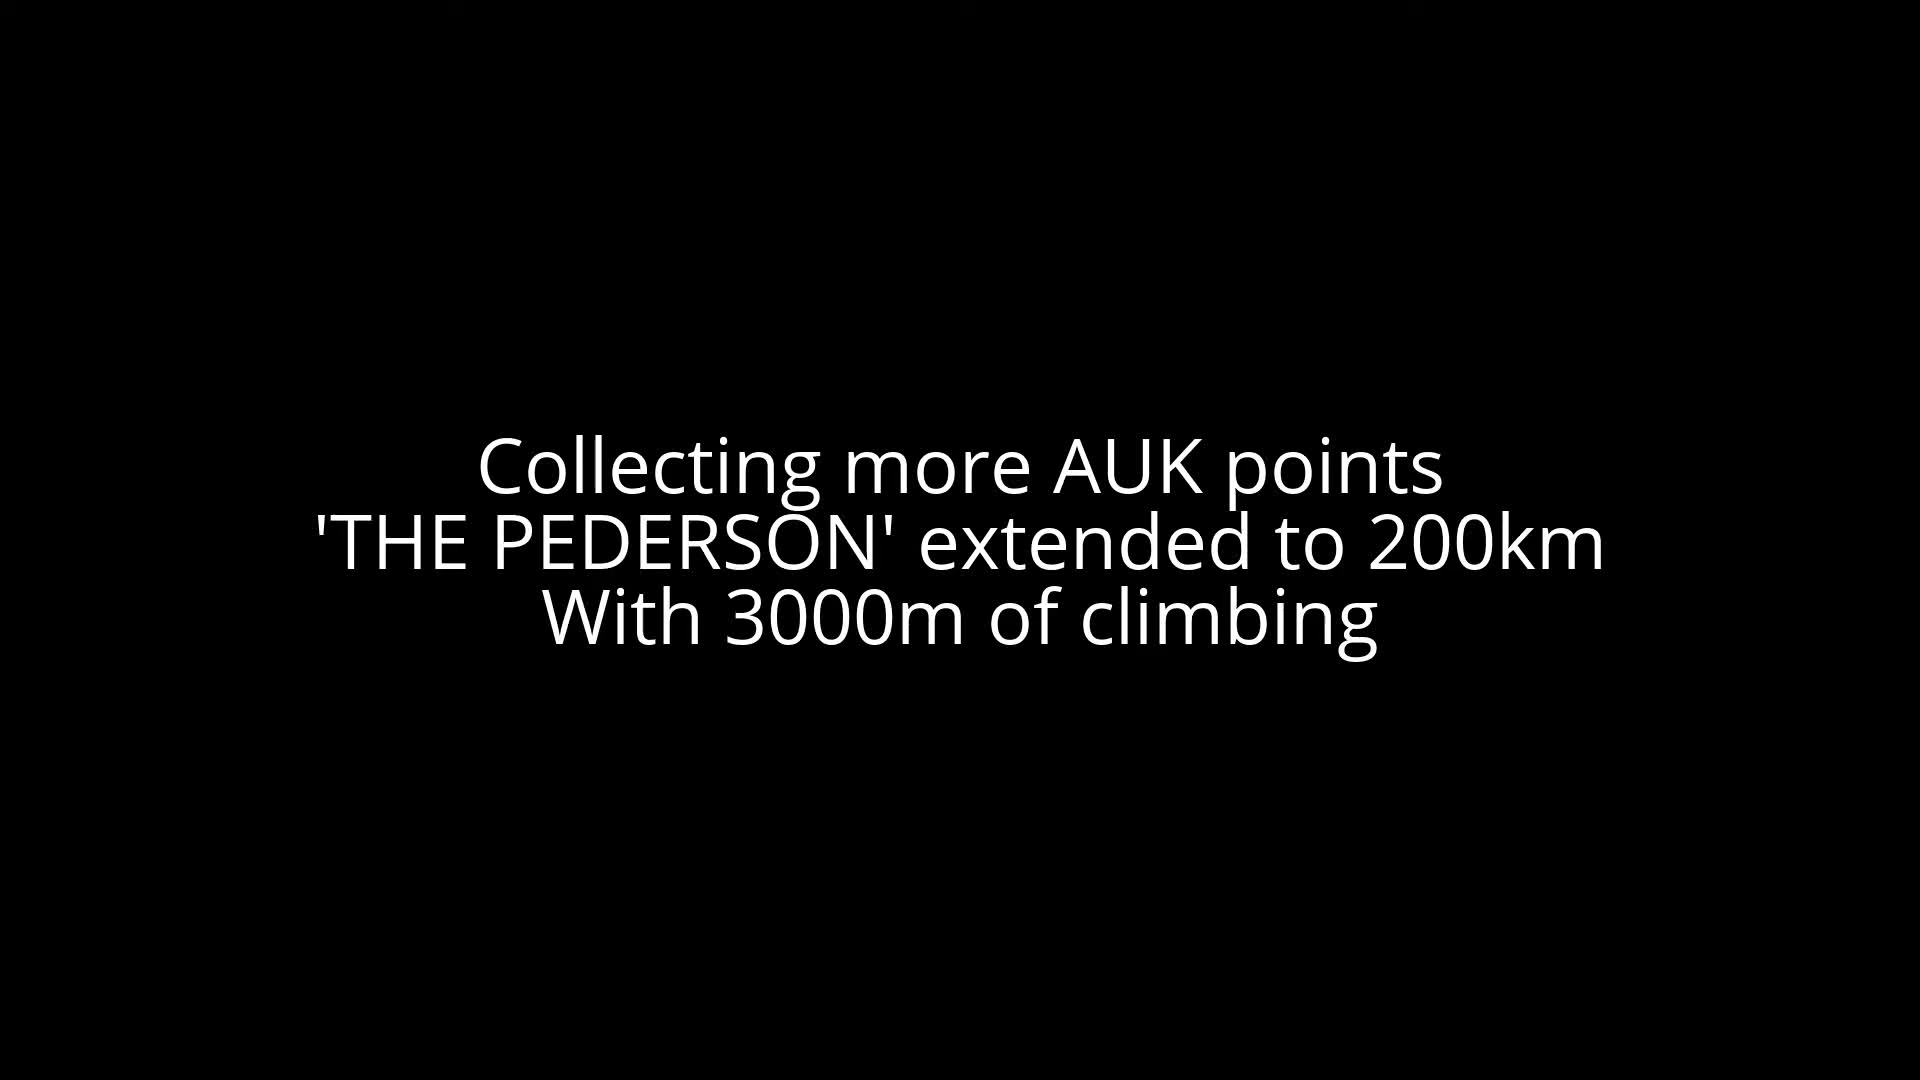 Collecting more AUK points
'THE PEDERSON' extended to 200km
With 3000m of climbing